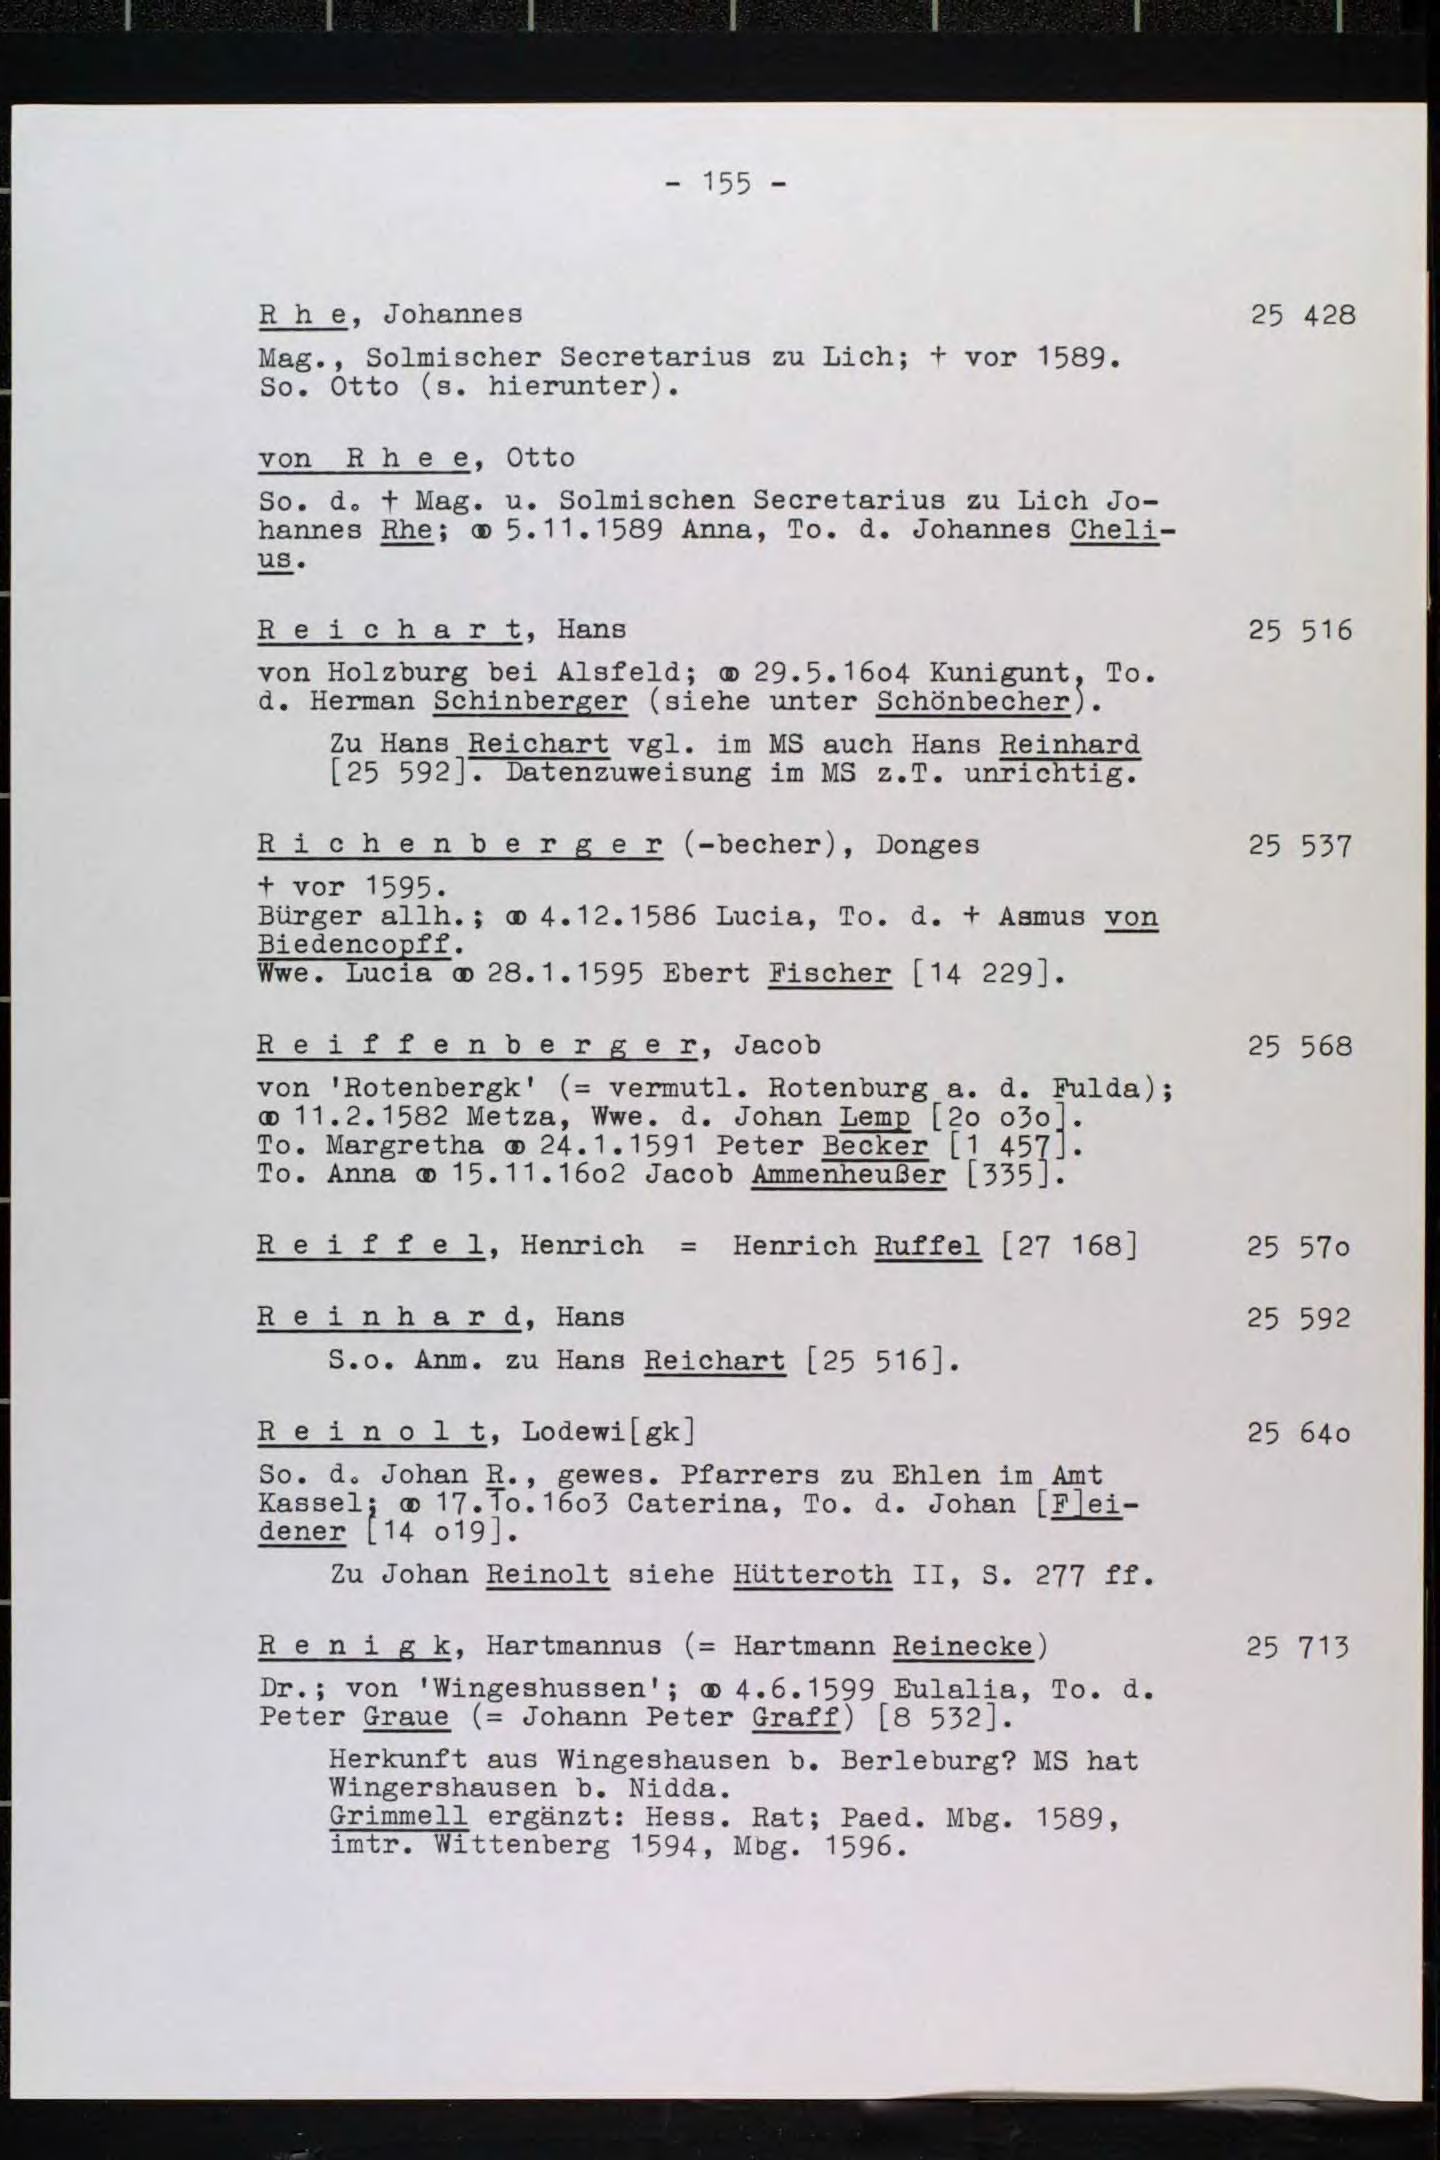 - 155 -
R h e, Johannes 25 428
Mag., Solmischer Secretarius zu Lich; + vor 1589.
So. Otto (s. hierunter).
von R h e e, Otto
So. d. + Mag. u. Solmischen Secretarius zu Lich Jo-
hannes Rhe; ⚭ 5.11.1589 Anna, To. d. Johannes Cheli-
us.
R e i c h a r t, Hans 25 516
von Holzburg bei Alsfeld; ⚭ 29.5.16o4 Kunigunt, To.
d. Herman Schinberger (siehe unter Schönbecher).
Zu Hans Reichart vgl. im MS auch Hans Reinhard
[25 592]. Datenzuweisung im MS z.T. unrichtig.
R i c h e n b e r g e r (-becher), Donges 25 537
+ vor 1595.
Bürger allh.; ⚭ 4.12.1586 Lucia, To. d. + Asmus von
Biedencopff.
Wwe. Lucia ⚭ 28.1.1595 Ebert Fischer [14 229].
R e i f f e n b e r g e r, Jacob 25 568
von 'Rotenbergk' (= vermutl. Rotenburg a. d. Fulda);
⚭ 11.2.1582 Metza, Wwe. d. Johan Lemp [2o o3o].
To. Margretha ⚭ 24.1.1591 Peter Becker [1 457].
To. Anna ⚭ 15.11.16o2 Jacob Ammenheußer [335].
R e i f f e l, Henrich = Henrich Ruffel [27 168] 25 57o
R e i n h a r d, Hans 25 592
S.o. Anm. zu Hans Reichart [25 516].
R e i n o l t, Lodewi[gk] 25 64o
So. d. Johan R., gewes. Pfarrers zu Ehlen im Amt
Kassel; ⚭ 17.1o.16o3 Caterina, To. d. Johan [F]ei-
dener [14 o19].
Zu Johan Reinolt siehe Hütteroth II, S. 277 ff.
R e n i g k, Hartmannus (= Hartmann Reinecke) 25 713
Dr.; von 'Wingeshussen'; ⚭ 4.6.1599 Eulalia, To. d.
Peter Graue (= Johann Peter Graff) [8 532].
Herkunft aus Wingeshausen b. Berleburg? MS hat
Wingershausen b. Nidda.
Grimmell ergänzt: Hess. Rat; Paed. Mbg. 1589,
imtr. Wittenberg 1594, Mbg. 1596.